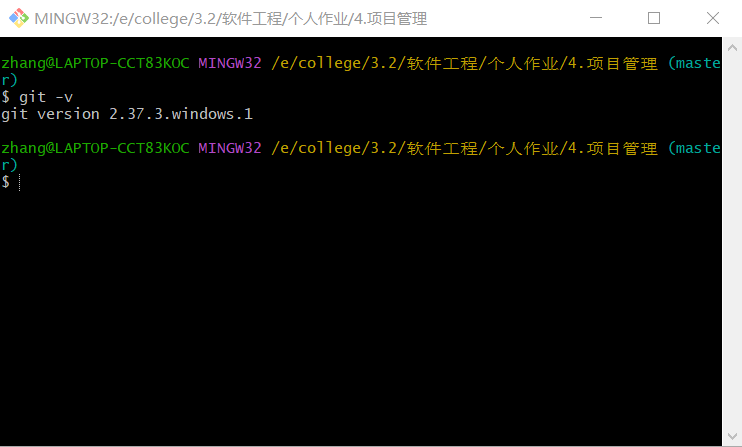 MINGW32:/e/college/3.2/软件工程/个人作业/4.项目管理
zhang@LAPTOP-CCT83KOC MINGW32 /e/college/3.2/软件工程/个人作业/4.项目管理 (maste
r)
$ git -v
git version 2.37.3.windows.1
zhang@LAPTOP-CCT83KOC MINGW32 /e/college/3.2/软件工程/个人作业/4.项目管理 (maste
r)
$